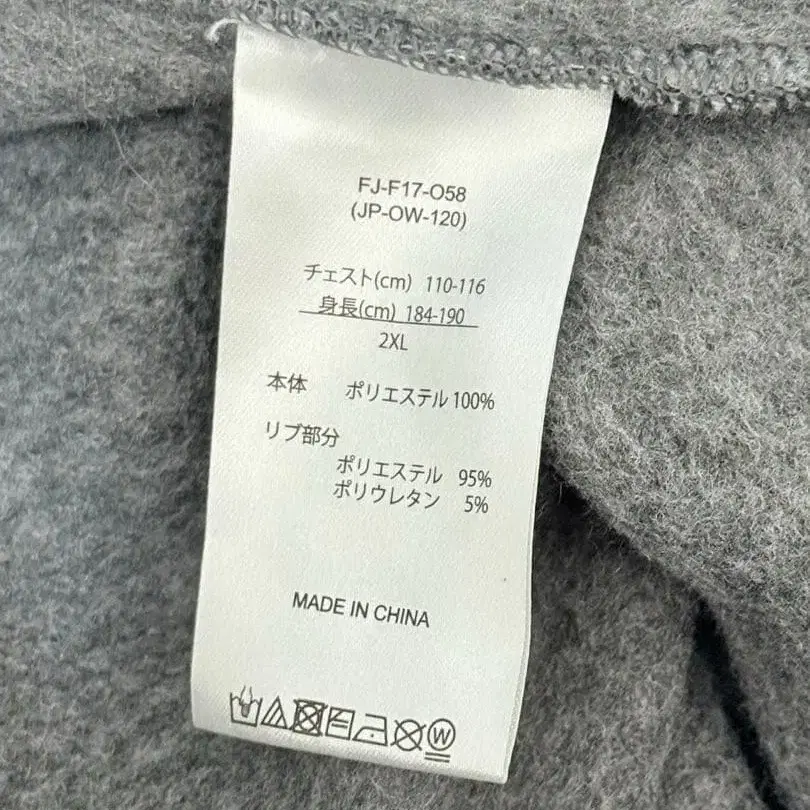 FJ-F17-O58
(JP-OW-120)
チェスト(cm) 110-116
身長(cm) 184-190
2XL
本体 ポリエステル 100%
リブ部分
ポリエステル 95%
ポリウレタン 5%
MADE IN CHINA
W